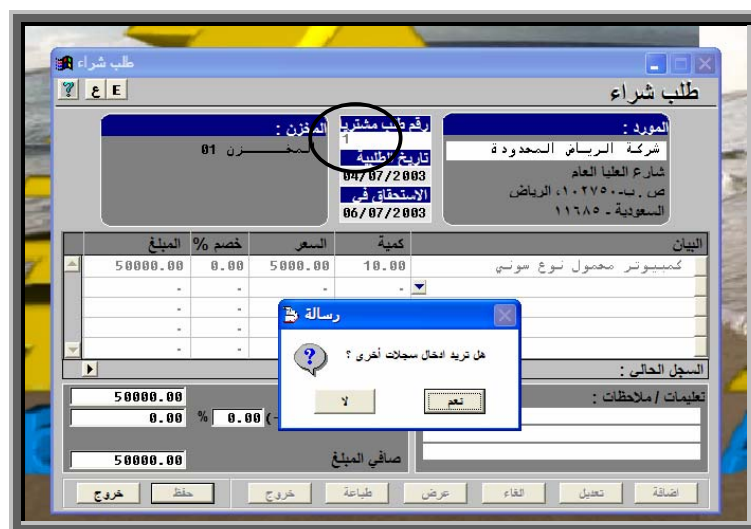 طلب شراء
? ع E
طلب شراء
المورد :
شركة الرياض المحدودة
شارع العليا العام
ص . ب-١٠٢٧٥٠، الرياض
السعودية - ١١٦٨٥
رقم طلب مشتريا
1
تاريخ الطلبية
04/07/2003
الاستحقاق في
06/07/2003
المخزن :
المخـــــزن 01
البيان كمية السعر خصم % المبلغ
كمبيوتر محمول نوع سوني 10.00 5000.00 0.00 50000.00
رسالة
هل تريد ادخال سجلات أخرى ؟
نعم لا
السجل الحالي :
تعليمات / ملاحظات :
50000.00
(- 0.00 % 0.00
صافي المبلغ 50000.00
اضافة تعديل الغاء عرض طباعة خروج حفظ خروج